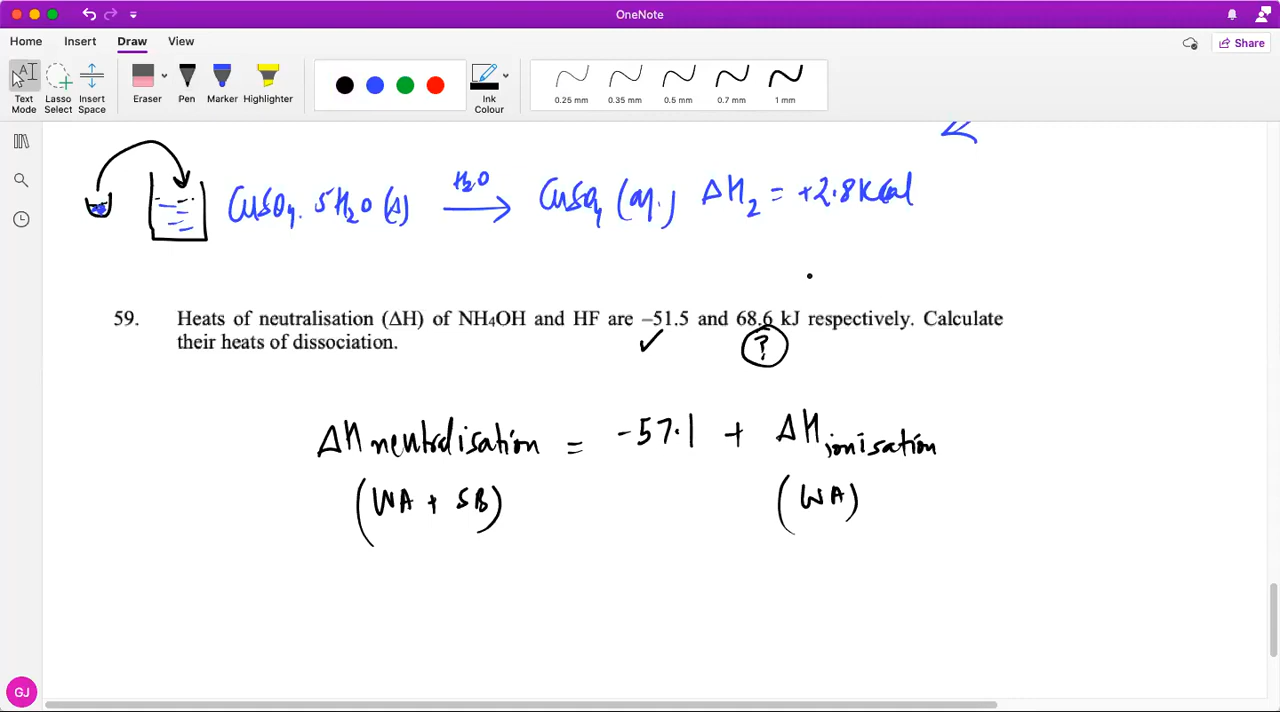 OneNote
Home Insert Draw View
Share
Text Mode
Lasso Select
Insert Space
Eraser
Pen
Marker
Highlighter
Ink Colour
0.25 mm 0.35 mm 0.5 mm 0.7 mm 1 mm
CuSO4. 5H2O (s) H2O → CuSO4 (aq.) ΔH2 = +2.8 Kcal
59. Heats of neutralisation (ΔH) of NH4OH and HF are –51.5 and 68.6 kJ respectively. Calculate
their heats of dissociation.
?
ΔH neutralisation = -57.1 + ΔH ionisation
(WA + SB) (WA)
GJ